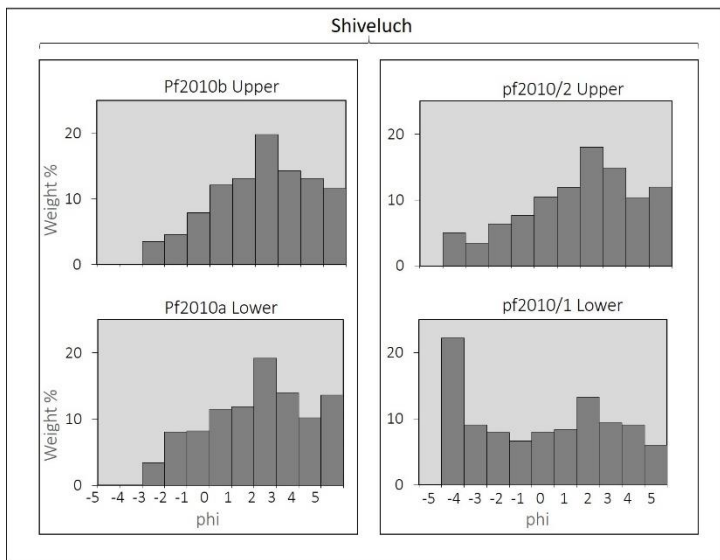 Shiveluch
Pf2010b Upper
Weight %
20
10
0
pf2010/2 Upper
20
10
0
Pf2010a Lower
Weight %
20
10
0
-5 -4 -3 -2 -1 0 1 2 3 4 5
phi
pf2010/1 Lower
20
10
0
-5 -4 -3 -2 -1 0 1 2 3 4 5
phi